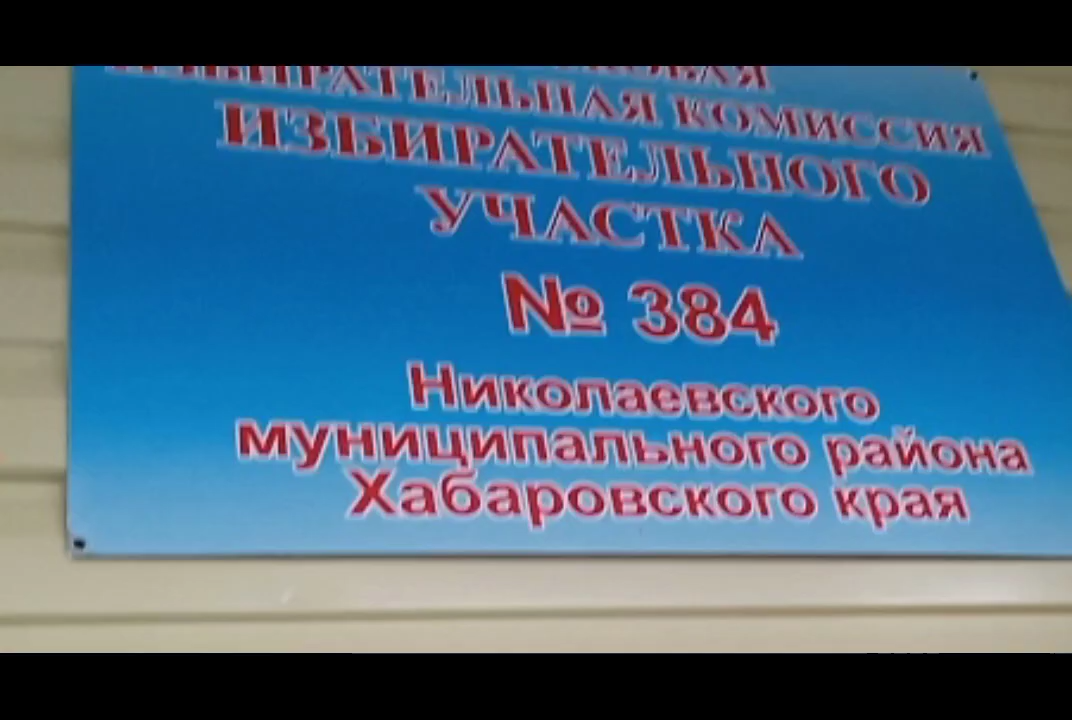 ИЗБИРАТЕЛЬНАЯ КОМИССИЯ
ИЗБИРАТЕЛЬНОГО
УЧАСТКА
№ 384
Николаевского
муниципального района
Хабаровского края